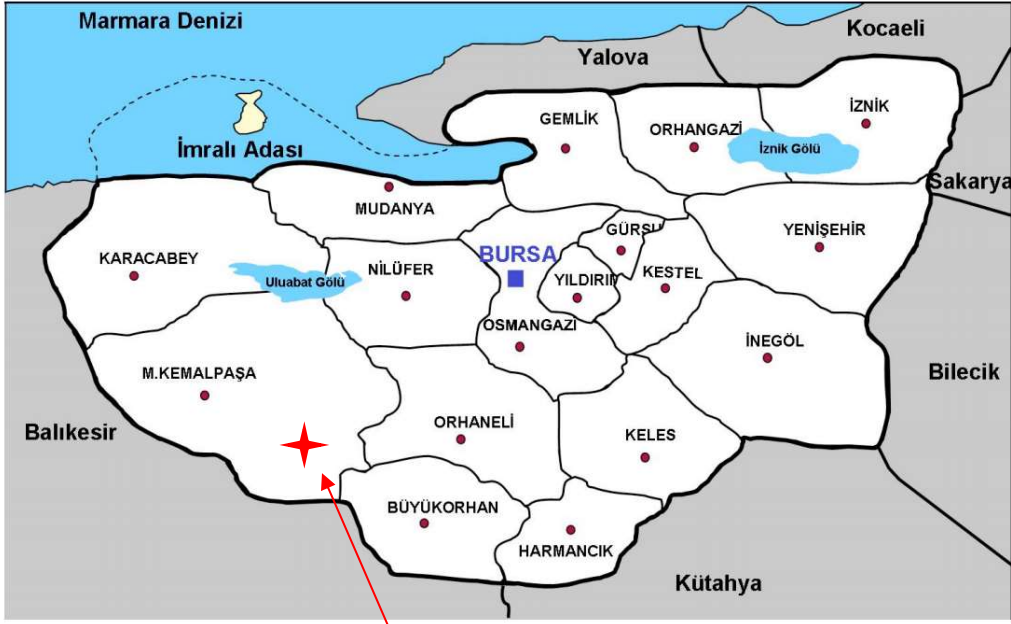 Marmara Denizi
Kocaeli
Yalova
İZNİK
GEMLİK
ORHANGAZİ
İznik Gölü
İmralı Adası
Sakarya
MUDANYA
YENİŞEHİR
GÜRSU
BURSA
KARACABEY
NİLÜFER
Uluabat Gölü
YILDIRIM
KESTEL
OSMANGAZİ
İNEGÖL
M.KEMALPAŞA
Bilecik
ORHANELİ
Balıkesir
KELES
BÜYÜKORHAN
HARMANCIK
Kütahya